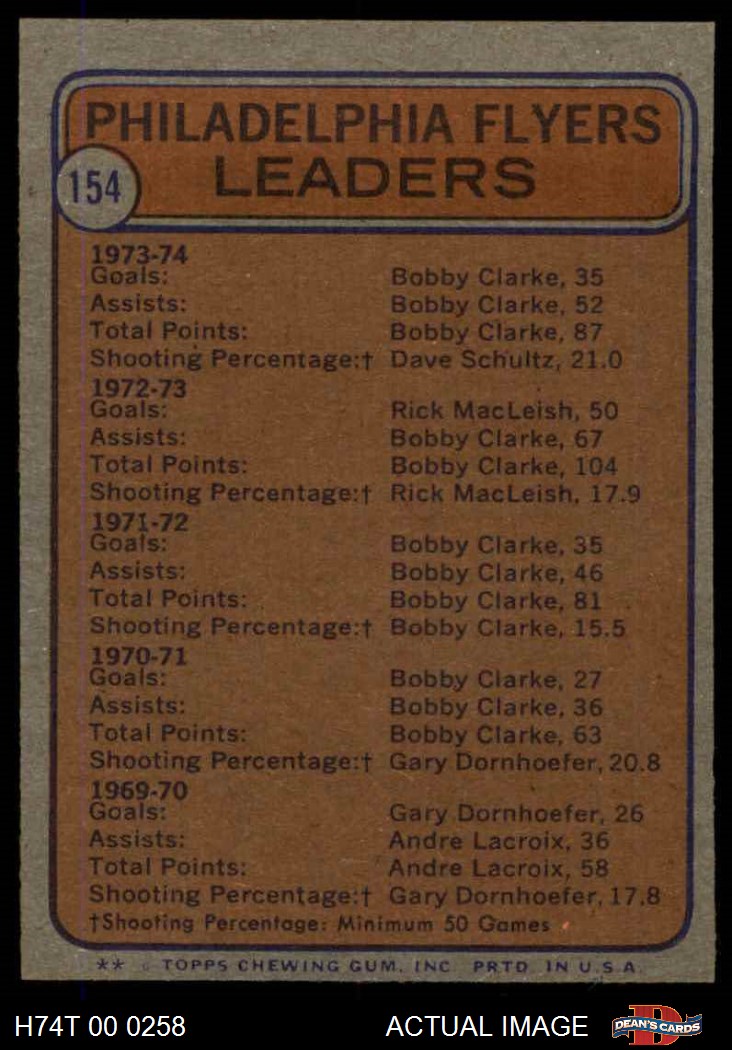 PHILADELPHIA FLYERS
LEADERS
154
1973-74
Goals: Bobby Clarke, 35
Assists: Bobby Clarke, 52
Total Points: Bobby Clarke, 87
Shooting Percentage:† Dave Schultz, 21.0
1972-73
Goals: Rick MacLeish, 50
Assists: Bobby Clarke, 67
Total Points: Bobby Clarke, 104
Shooting Percentage:† Rick MacLeish, 17.9
1971-72
Goals: Bobby Clarke, 35
Assists: Bobby Clarke, 46
Total Points: Bobby Clarke, 81
Shooting Percentage:† Bobby Clarke, 15.5
1970-71
Goals: Bobby Clarke, 27
Assists: Bobby Clarke, 36
Total Points: Bobby Clarke, 63
Shooting Percentage:† Gary Dornhoefer, 20.8
1969-70
Goals: Gary Dornhoefer, 26
Assists: Andre Lacroix, 36
Total Points: Andre Lacroix, 58
Shooting Percentage:† Gary Dornhoefer, 17.8
†Shooting Percentage: Minimum 50 Games
** © TOPPS CHEWING GUM, INC. PRTD. IN U.S.A.
H74T 00 0258 ACTUAL IMAGE D DEAN'S CARDS